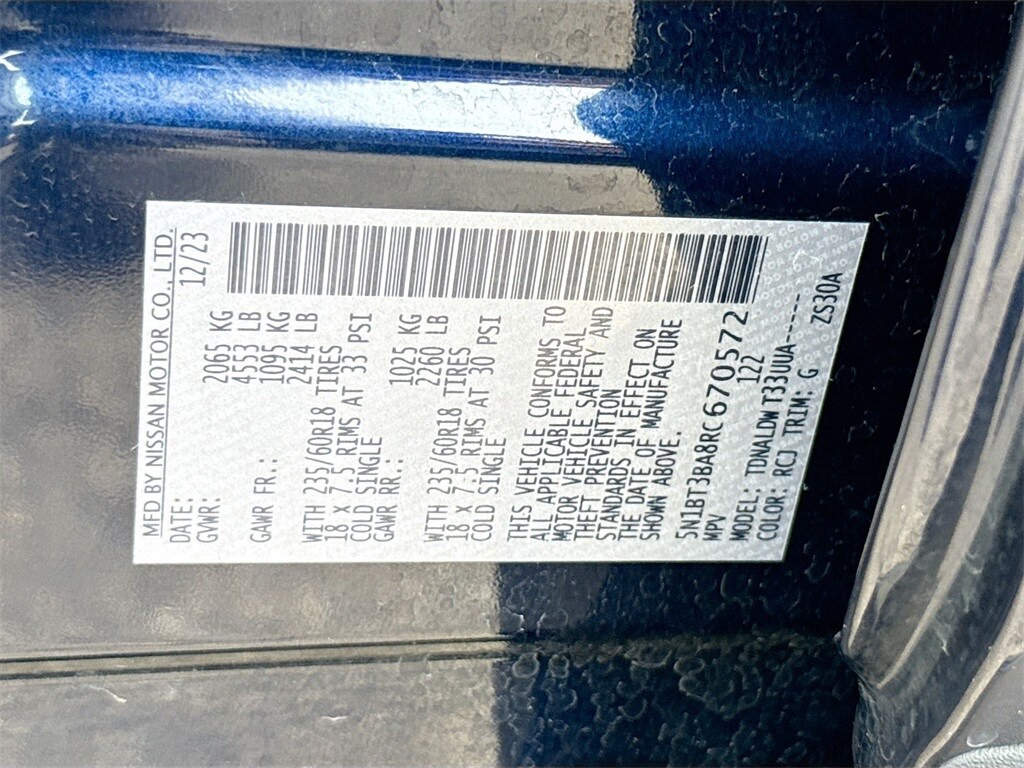 MFD BY NISSAN MOTOR CO.,LTD.
DATE: 12/23
GVWR: 2065 KG
4553 LB
GAWR FR.: 1095 KG
2414 LB
WITH 235/60R18 TIRES
18 X 7.5 RIMS AT 33 PSI
COLD SINGLE
GAWR RR.: 1025 KG
2260 LB
WITH 235/60R18 TIRES
18 X 7.5 RIMS AT 30 PSI
COLD SINGLE
THIS VEHICLE CONFORMS TO
ALL APPLICABLE FEDERAL
MOTOR VEHICLE SAFETY AND
THEFT PREVENTION
STANDARDS IN EFFECT ON
THE DATE OF MANUFACTURE
SHOWN ABOVE.
5N1BT3BA8RC670572
MPV 122
MODEL: TDNALDW T33UUA------
COLOR: RCJ TRIM: G ZS30A